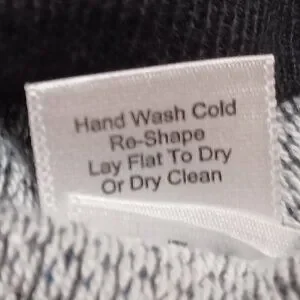 Hand Wash Cold
Re-Shape
Lay Flat To Dry
Or Dry Clean